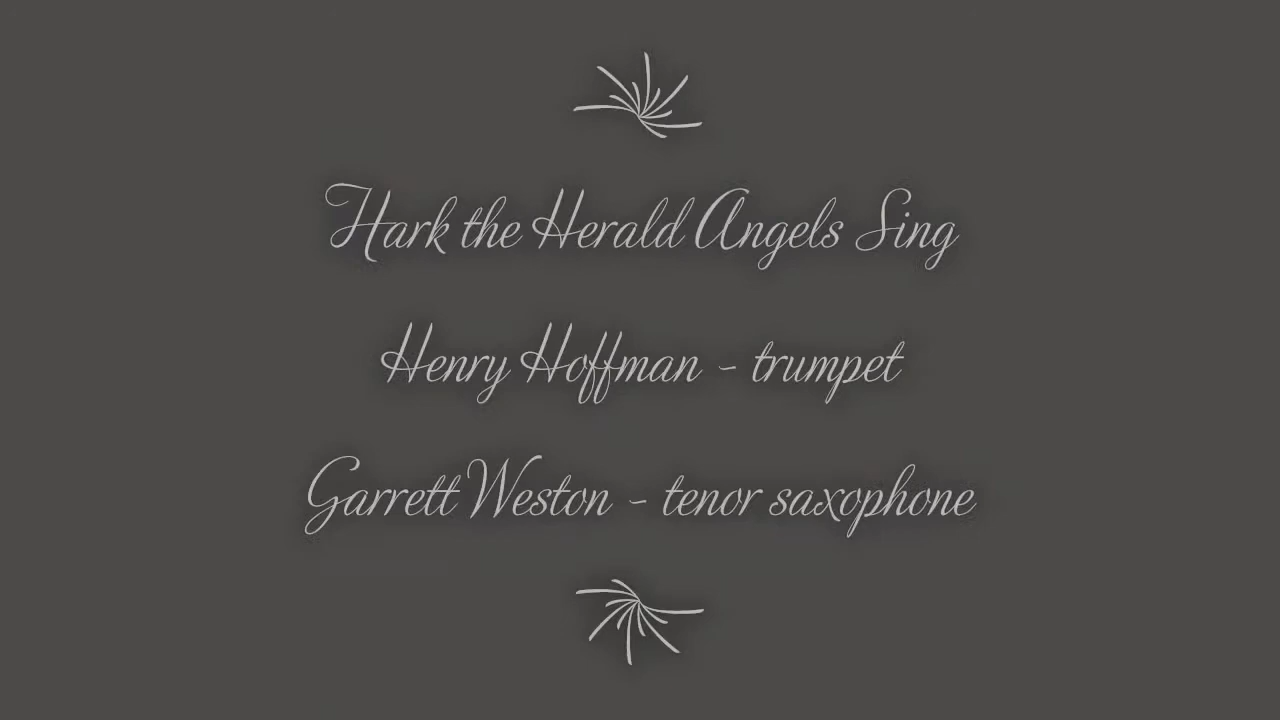 Hark the Herald Angels Sing
Henry Hoffman - trumpet
Garrett Weston - tenor saxophone